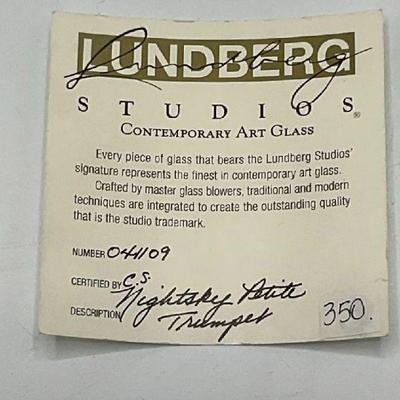 LUNDBERG
Lundberg
STUDIOS®
CONTEMPORARY ART GLASS
Every piece of glass that bears the Lundberg Studios'
signature represents the finest in contemporary art glass.
Crafted by master glass blowers, traditional and modern
techniques are integrated to create the outstanding quality
that is the studio trademark.
NUMBER 041109
CERTIFIED BY C.S.
DESCRIPTION Nightsky Petite
Trumpet
350.